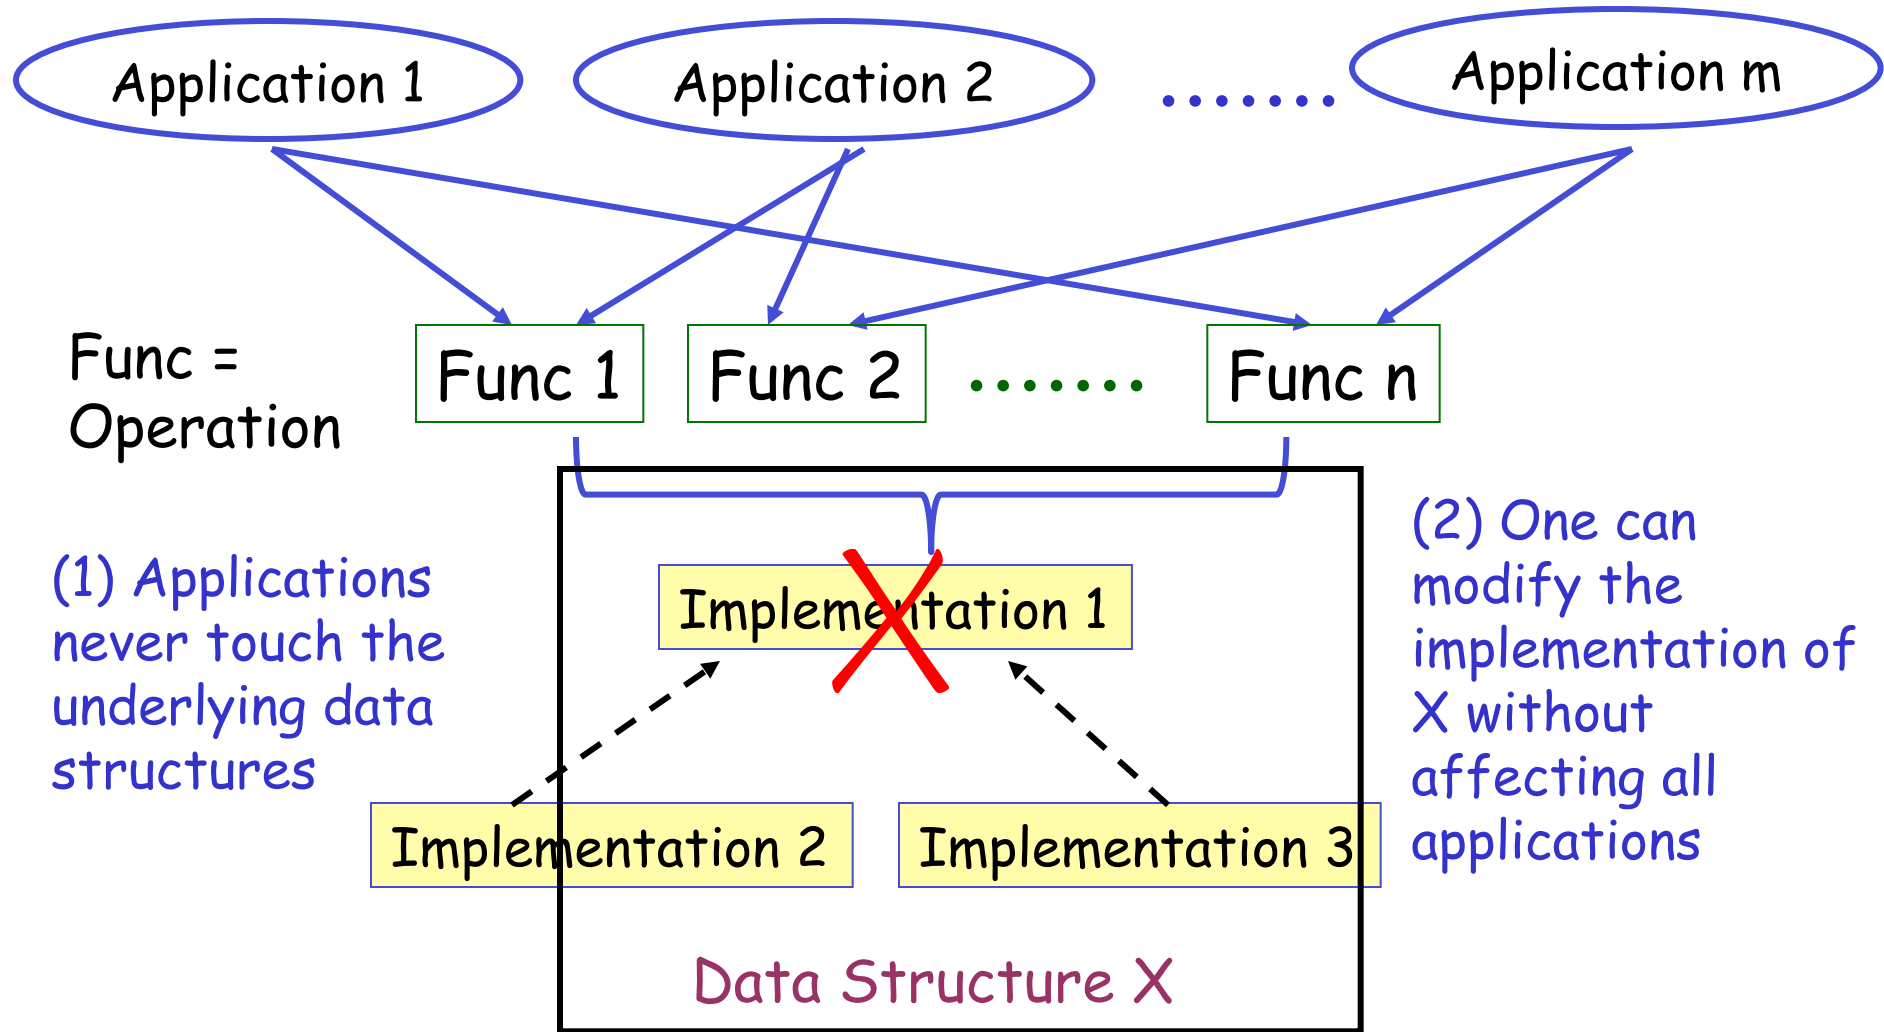 Application 1
Application 2
.......
Application m
Func =
Operation
Func 1
Func 2
.......
Func n
(1) Applications
never touch the
underlying data
structures
Implementation 1
Implementation 2
Implementation 3
Data Structure X
(2) One can
modify the
implementation of
X without
affecting all
applications